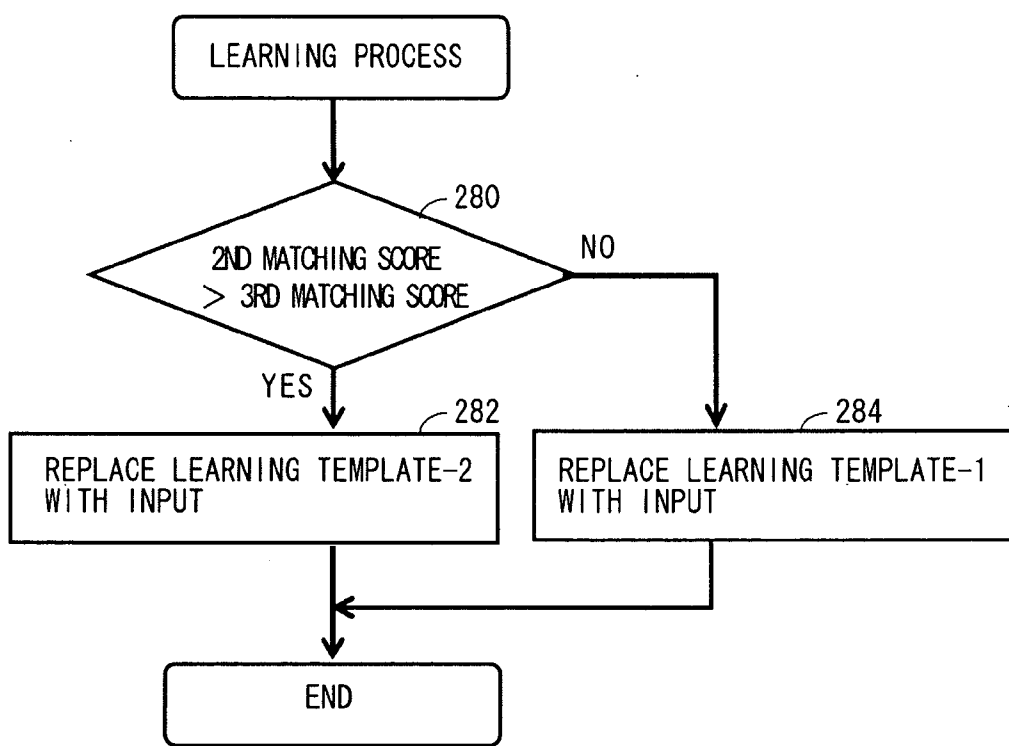 LEARNING PROCESS
280
2ND MATCHING SCORE
> 3RD MATCHING SCORE
NO
YES
282
REPLACE LEARNING TEMPLATE-2
WITH INPUT
284
REPLACE LEARNING TEMPLATE-1
WITH INPUT
END